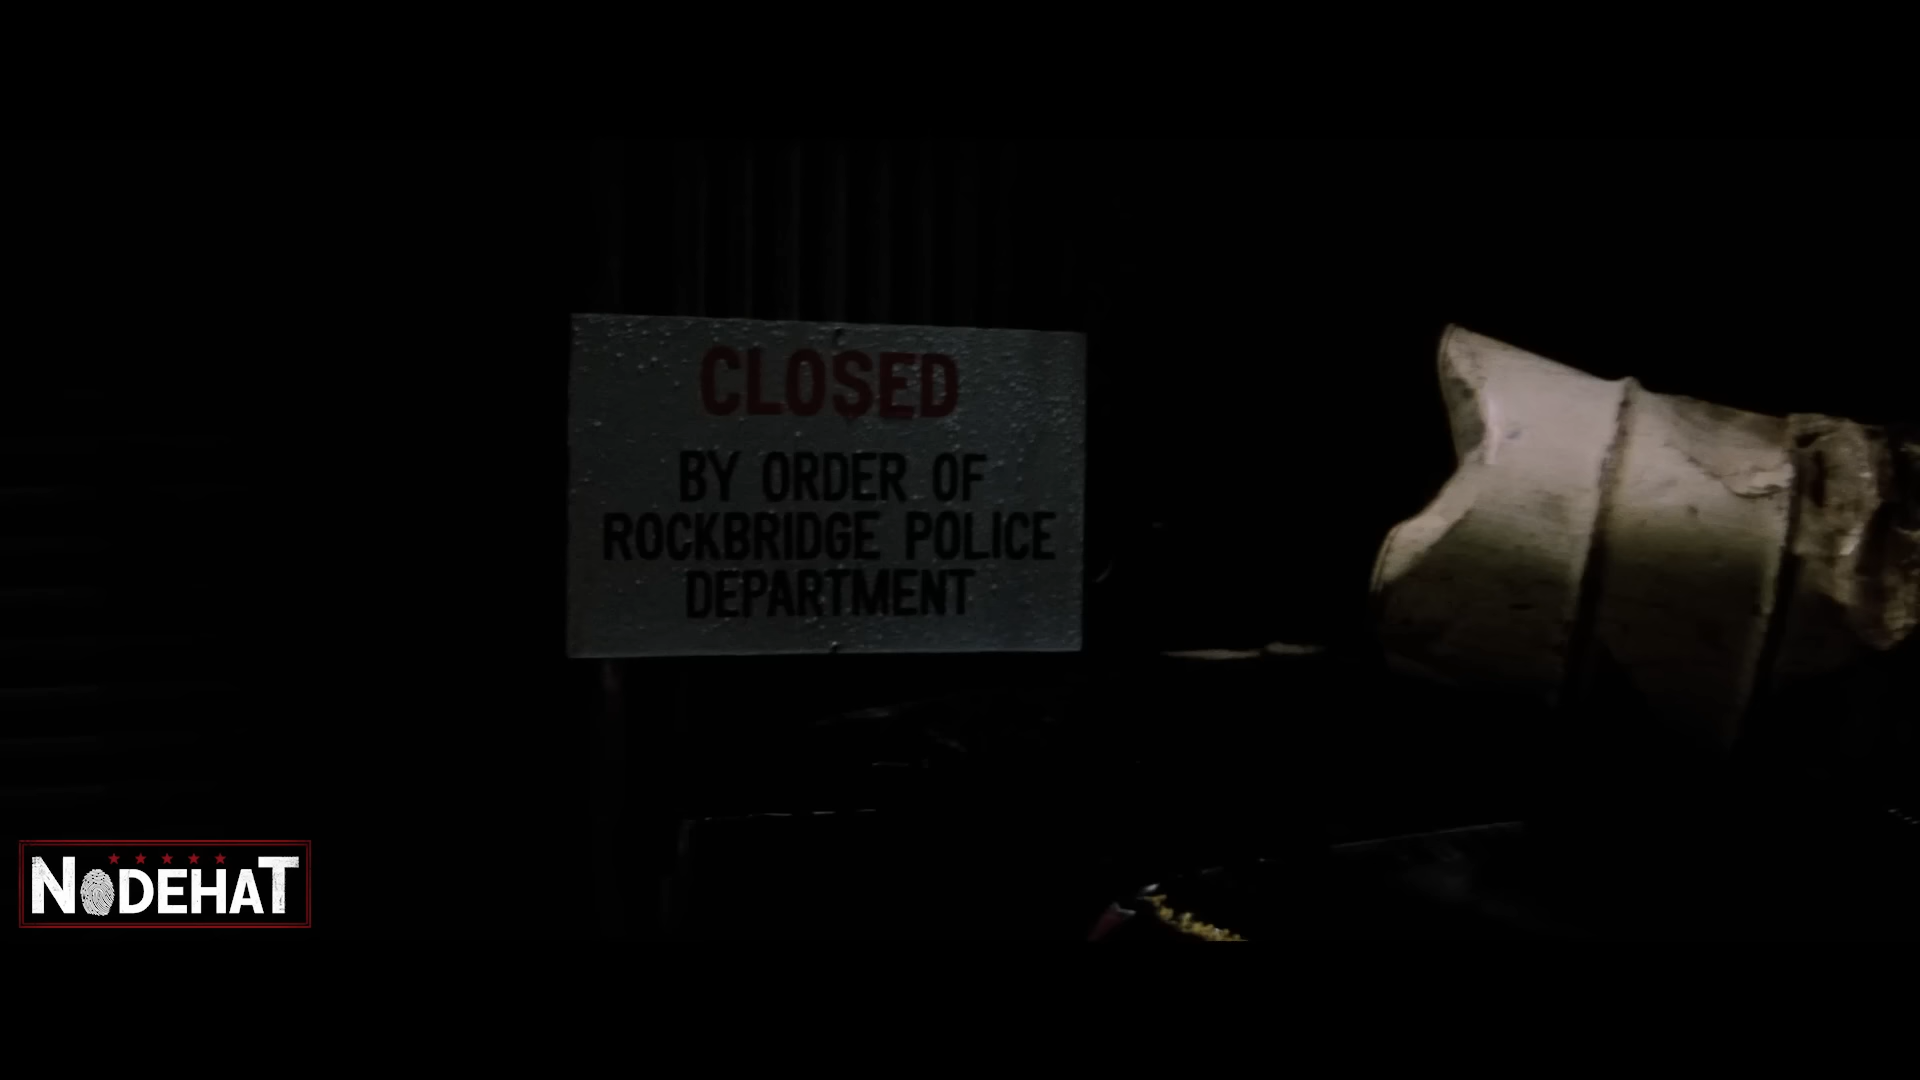 CLOSED
BY ORDER OF
ROCKBRIDGE POLICE
DEPARTMENT
NODEHAT